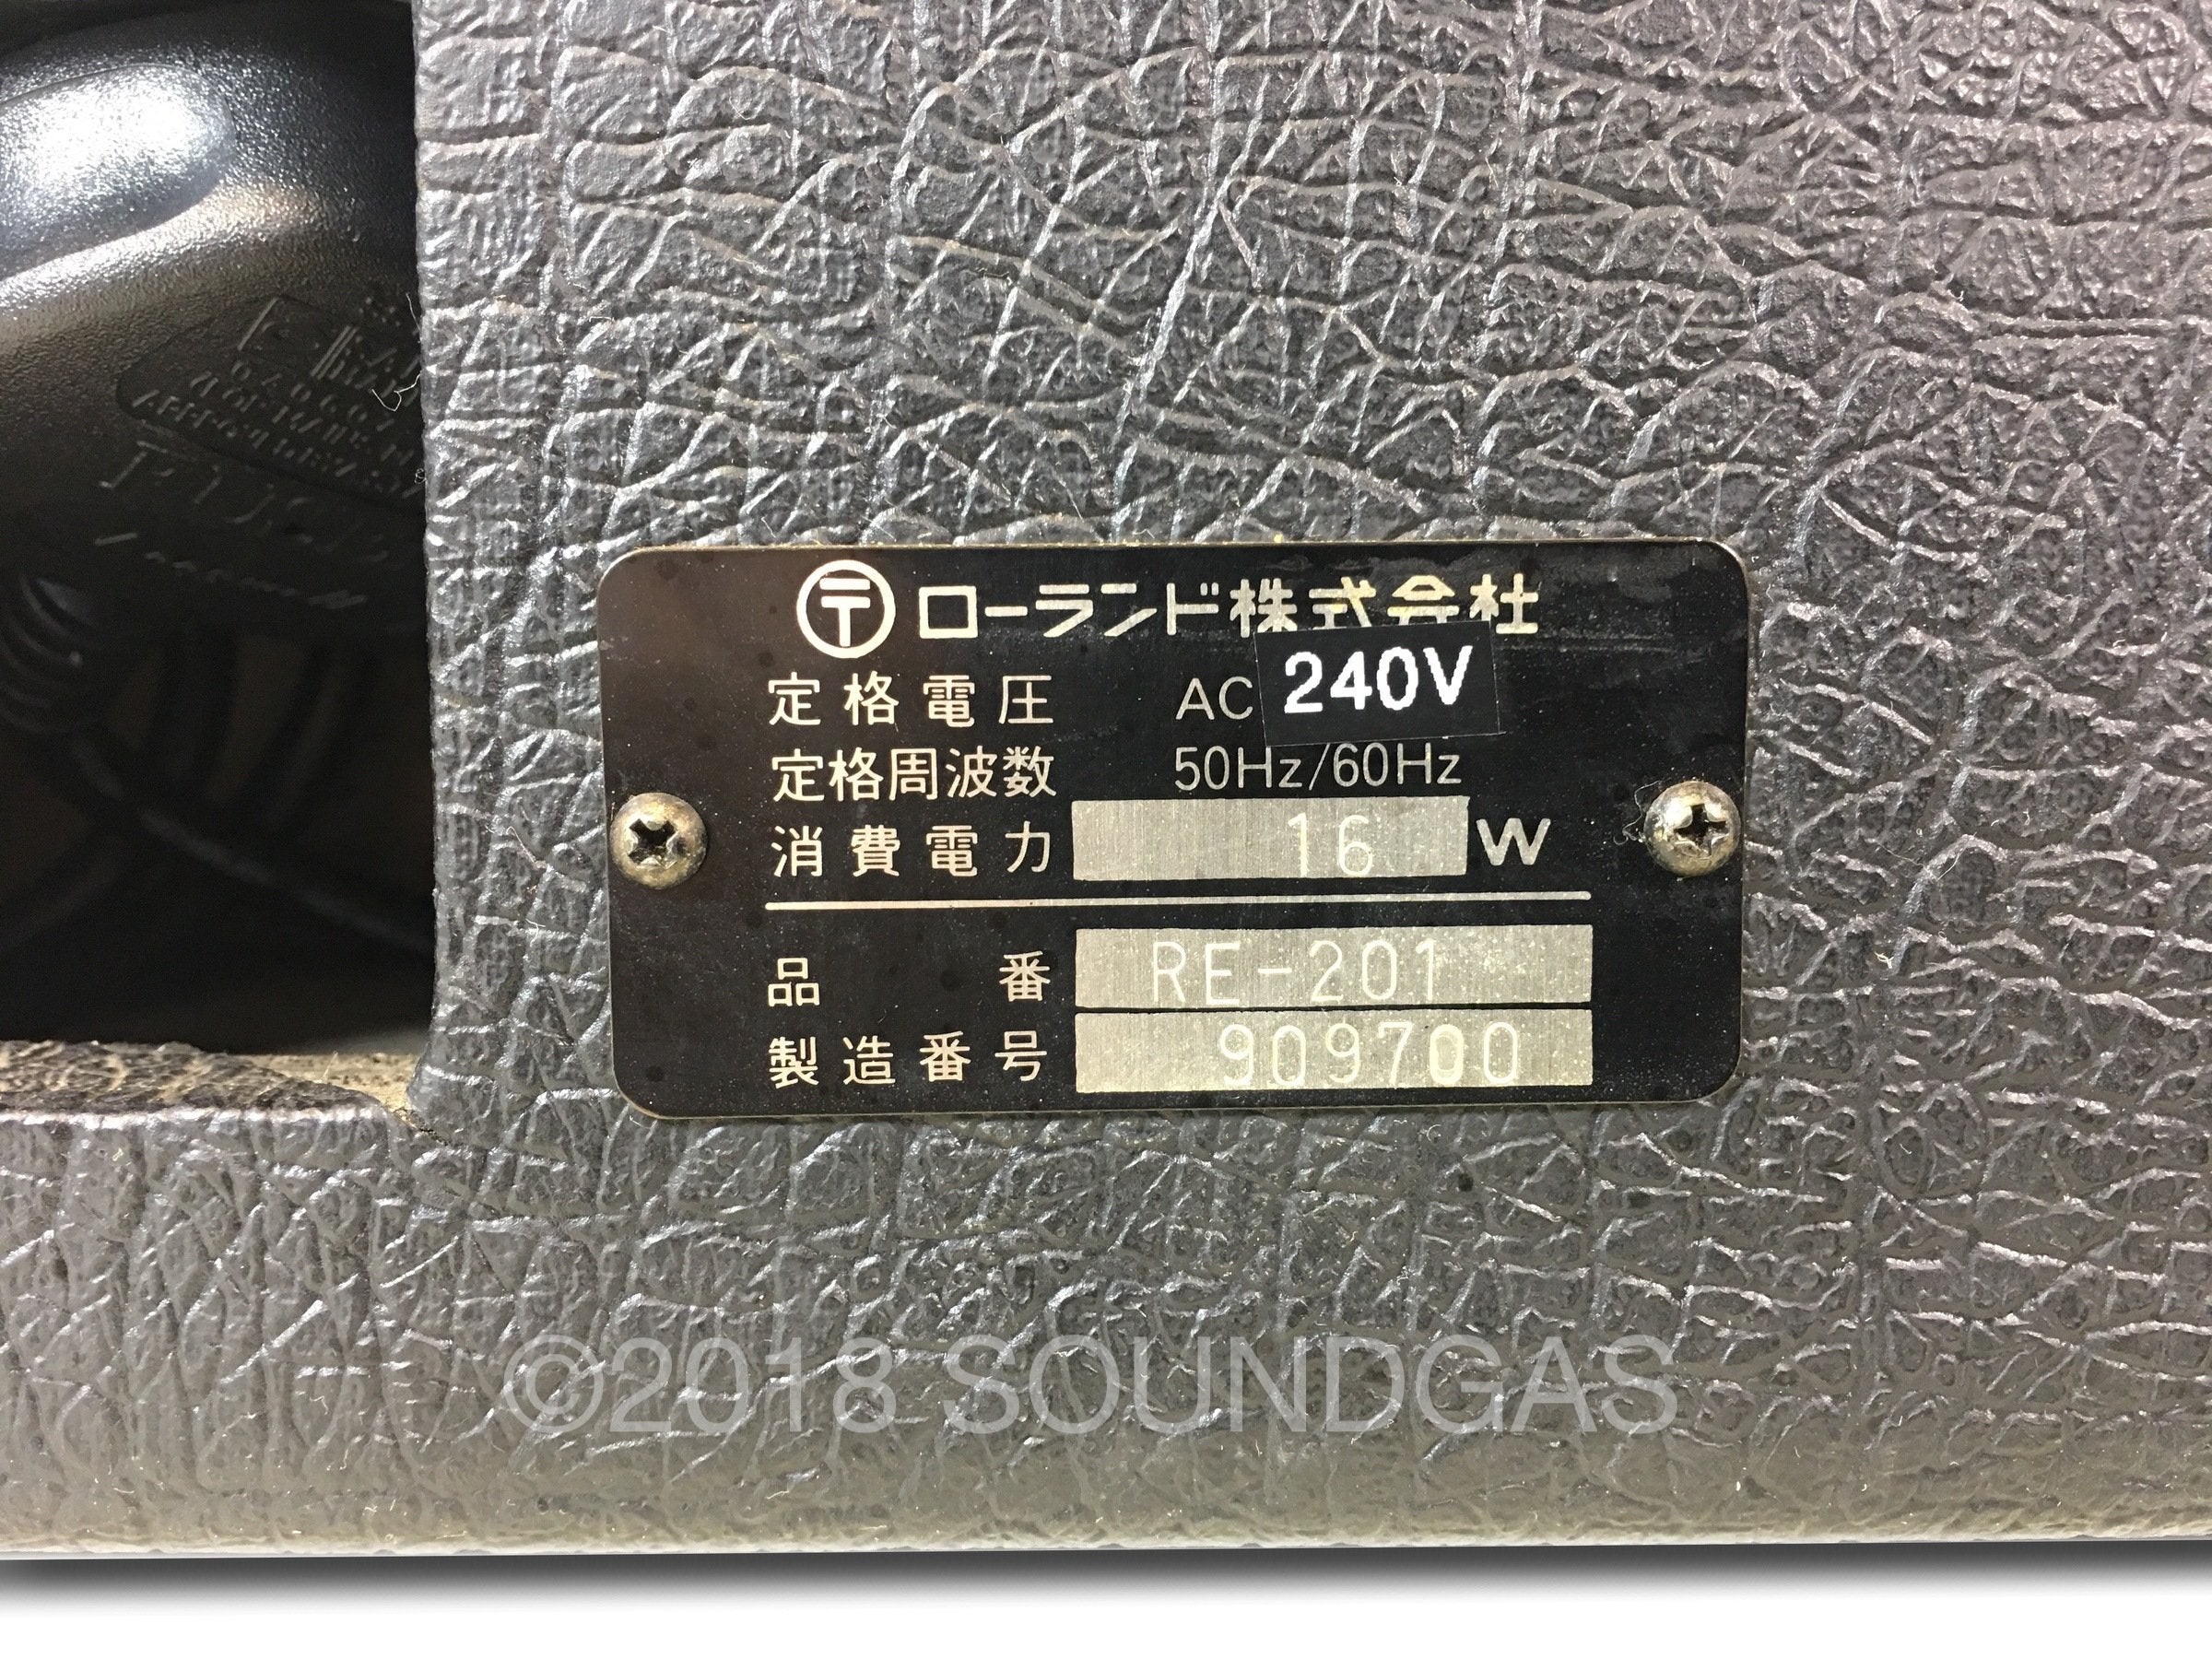 〒 ローランド株式会社
定格電圧 AC 240V
定格周波数 50Hz/60Hz
消費電力 16 W
品番 RE-201
製造番号 909700
©2018 SOUNDGAS